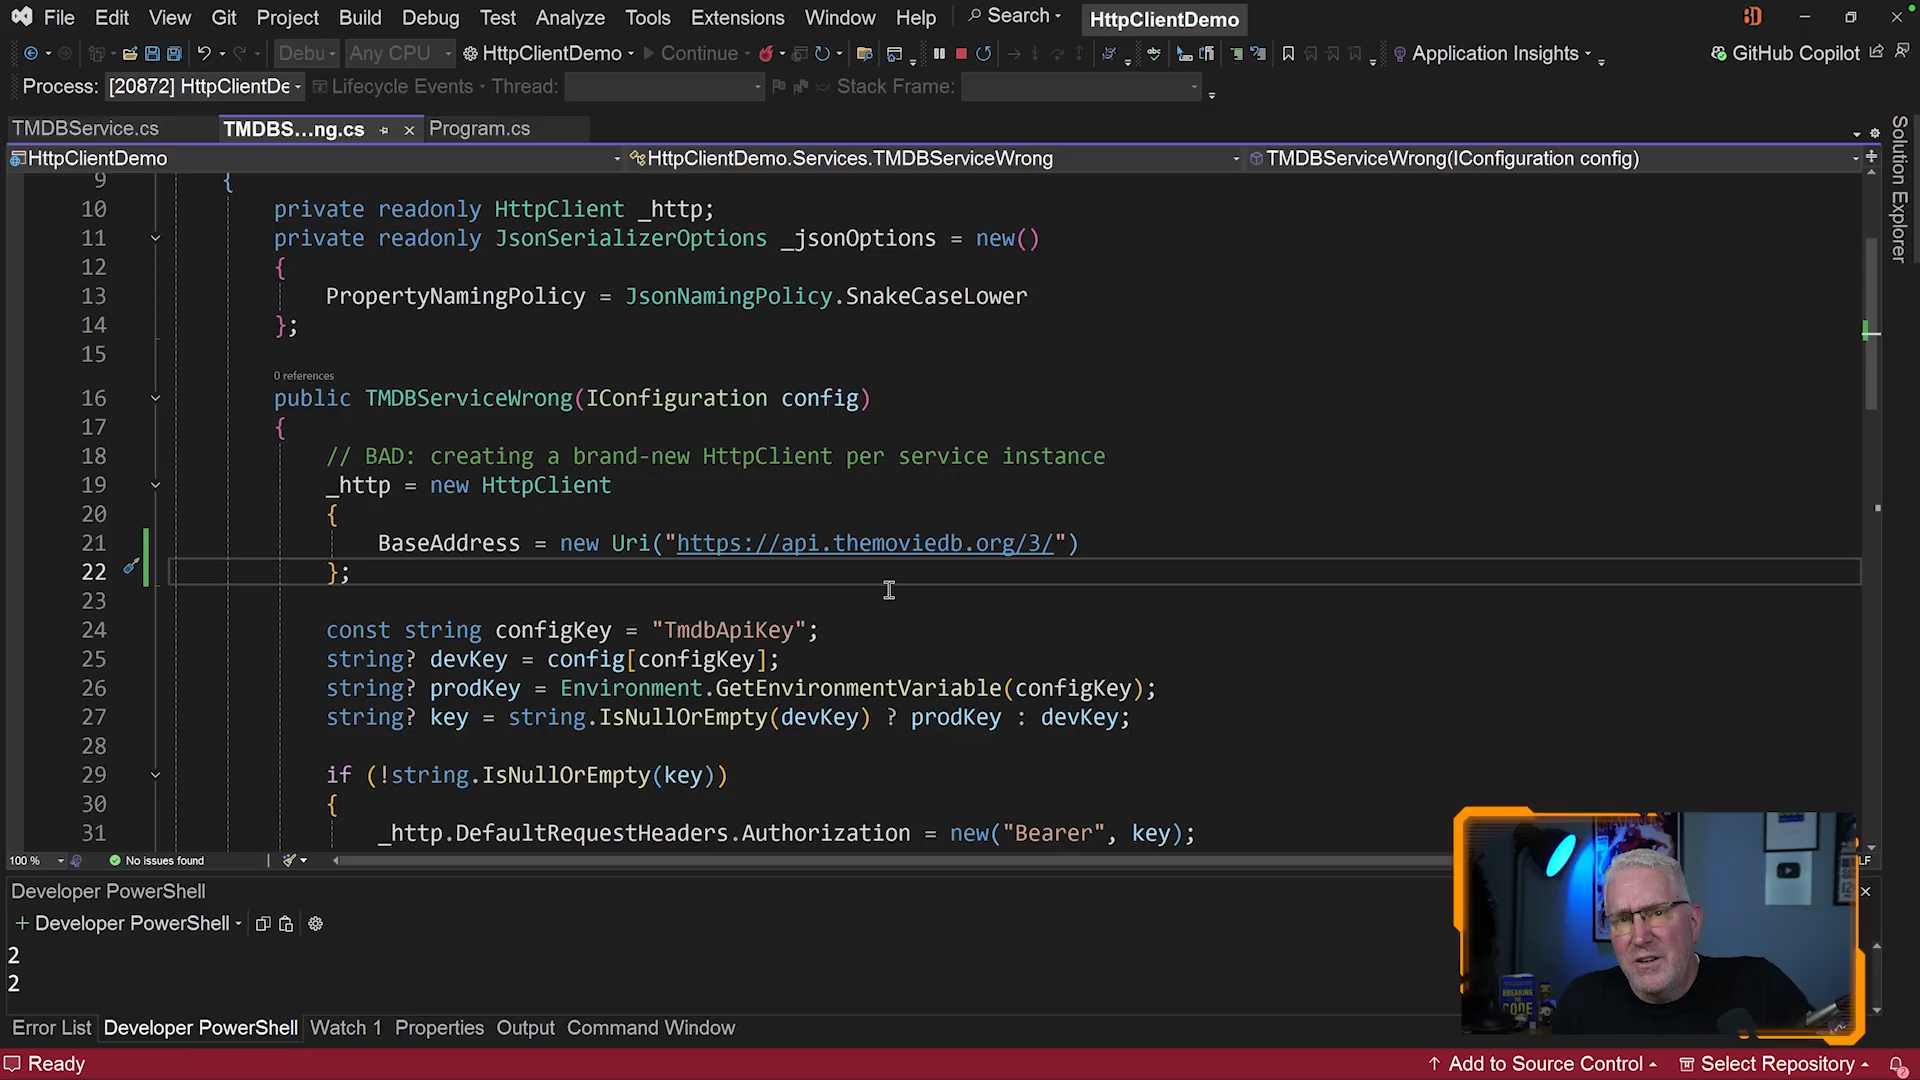 File Edit View Git Project Build Debug Test Analyze Tools Extensions Window Help Search HttpClientDemo
Debu Any CPU HttpClientDemo Continue Application Insights GitHub Copilot
Process: [20872] HttpClientDe Lifecycle Events Thread: Stack Frame:
TMDBService.cs TMDBS...ng.cs Program.cs
HttpClientDemo HttpClientDemo.Services.TMDBServiceWrong TMDBServiceWrong(IConfiguration config)
Solution Explorer
9 {
10 private readonly HttpClient _http;
11 private readonly JsonSerializerOptions _jsonOptions = new()
12 {
13 PropertyNamingPolicy = JsonNamingPolicy.SnakeCaseLower
14 };
15
0 references
16 public TMDBServiceWrong(IConfiguration config)
17 {
18 // BAD: creating a brand-new HttpClient per service instance
19 _http = new HttpClient
20 {
21 BaseAddress = new Uri("https://api.themoviedb.org/3/")
22 };
23
24 const string configKey = "TmdbApiKey";
25 string? devKey = config[configKey];
26 string? prodKey = Environment.GetEnvironmentVariable(configKey);
27 string? key = string.IsNullOrEmpty(devKey) ? prodKey : devKey;
28
29 if (!string.IsNullOrEmpty(key))
30 {
31 _http.DefaultRequestHeaders.Authorization = new("Bearer", key);
100 % No issues found LF
Developer PowerShell
+ Developer PowerShell
2
2
BREAKING
THE
CODE
Error List Developer PowerShell Watch 1 Properties Output Command Window
Ready Add to Source Control Select Repository